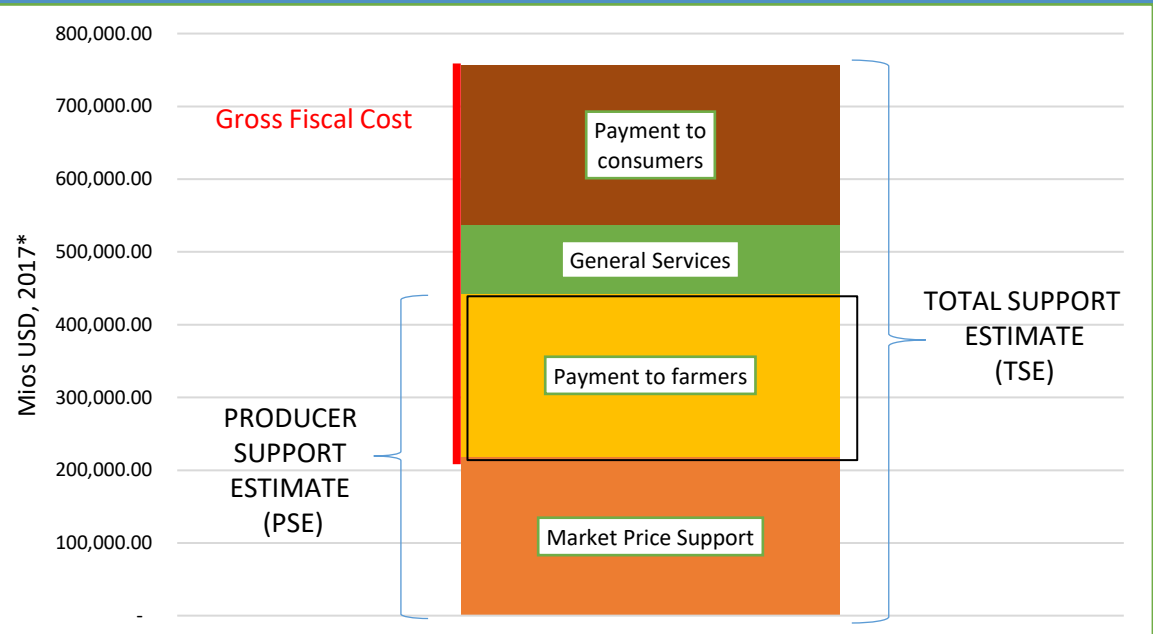 800,000.00
700,000.00
600,000.00
500,000.00
400,000.00
300,000.00
200,000.00
100,000.00
-
Mios USD, 2017*
Gross Fiscal Cost
PRODUCER
SUPPORT
ESTIMATE
(PSE)
Payment to
consumers
General Services
Payment to farmers
Market Price Support
TOTAL SUPPORT
ESTIMATE
(TSE)